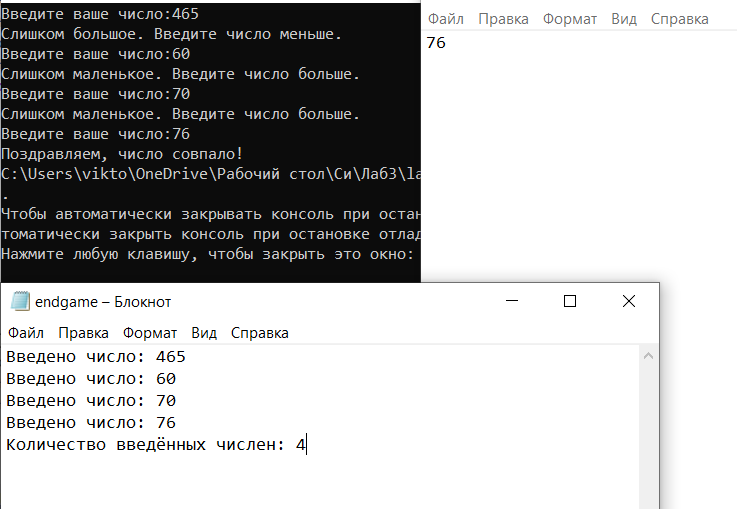 Введите ваше число:465
Слишком большое. Введите число меньше.
Введите ваше число:60
Слишком маленькое. Введите число больше.
Введите ваше число:70
Слишком маленькое. Введите число больше.
Введите ваше число:76
Поздравляем, число совпало!
C:\Users\vikto\OneDrive\Рабочий стол\Си\Лаб3\la
.
Чтобы автоматически закрывать консоль при остан
томатически закрыть консоль при остановке отлад
Нажмите любую клавишу, чтобы закрыть это окно:
Файл Правка Формат Вид Справка
76
endgame – Блокнот
Файл Правка Формат Вид Справка
Введено число: 465
Введено число: 60
Введено число: 70
Введено число: 76
Количество введённых числен: 4